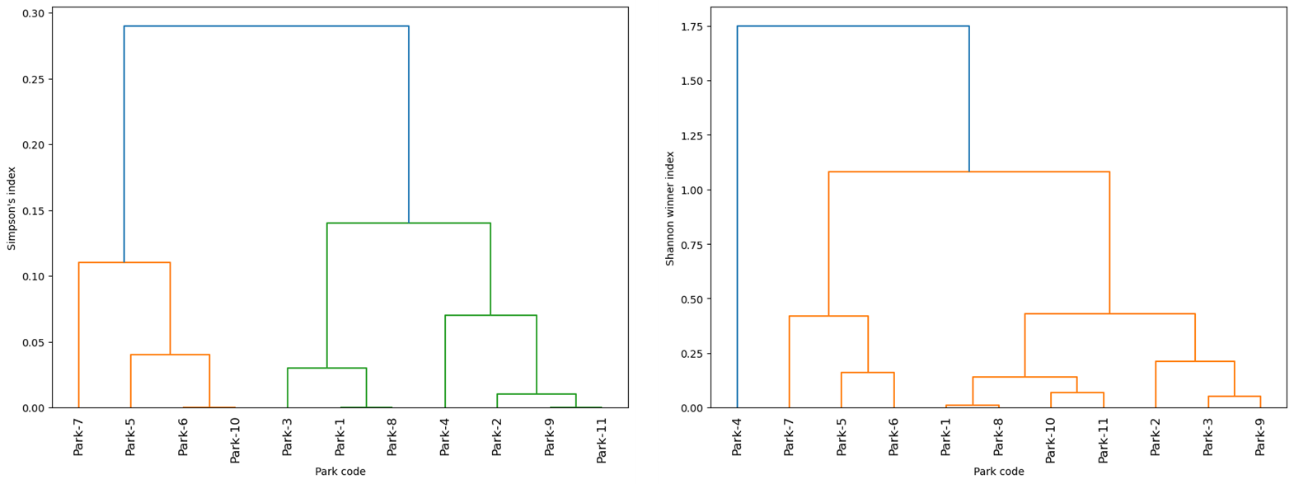 0.30
0.25
0.20
0.15
0.10
0.05
0.00
Simpson's index
Park-7
Park-5
Park-6
Park-10
Park-3
Park-1
Park-8
Park-4
Park-2
Park-9
Park-11
Park code
1.75
1.50
1.25
1.00
0.75
0.50
0.25
0.00
Shannon winner index
Park-4
Park-7
Park-5
Park-6
Park-1
Park-8
Park-10
Park-11
Park-2
Park-3
Park-9
Park code